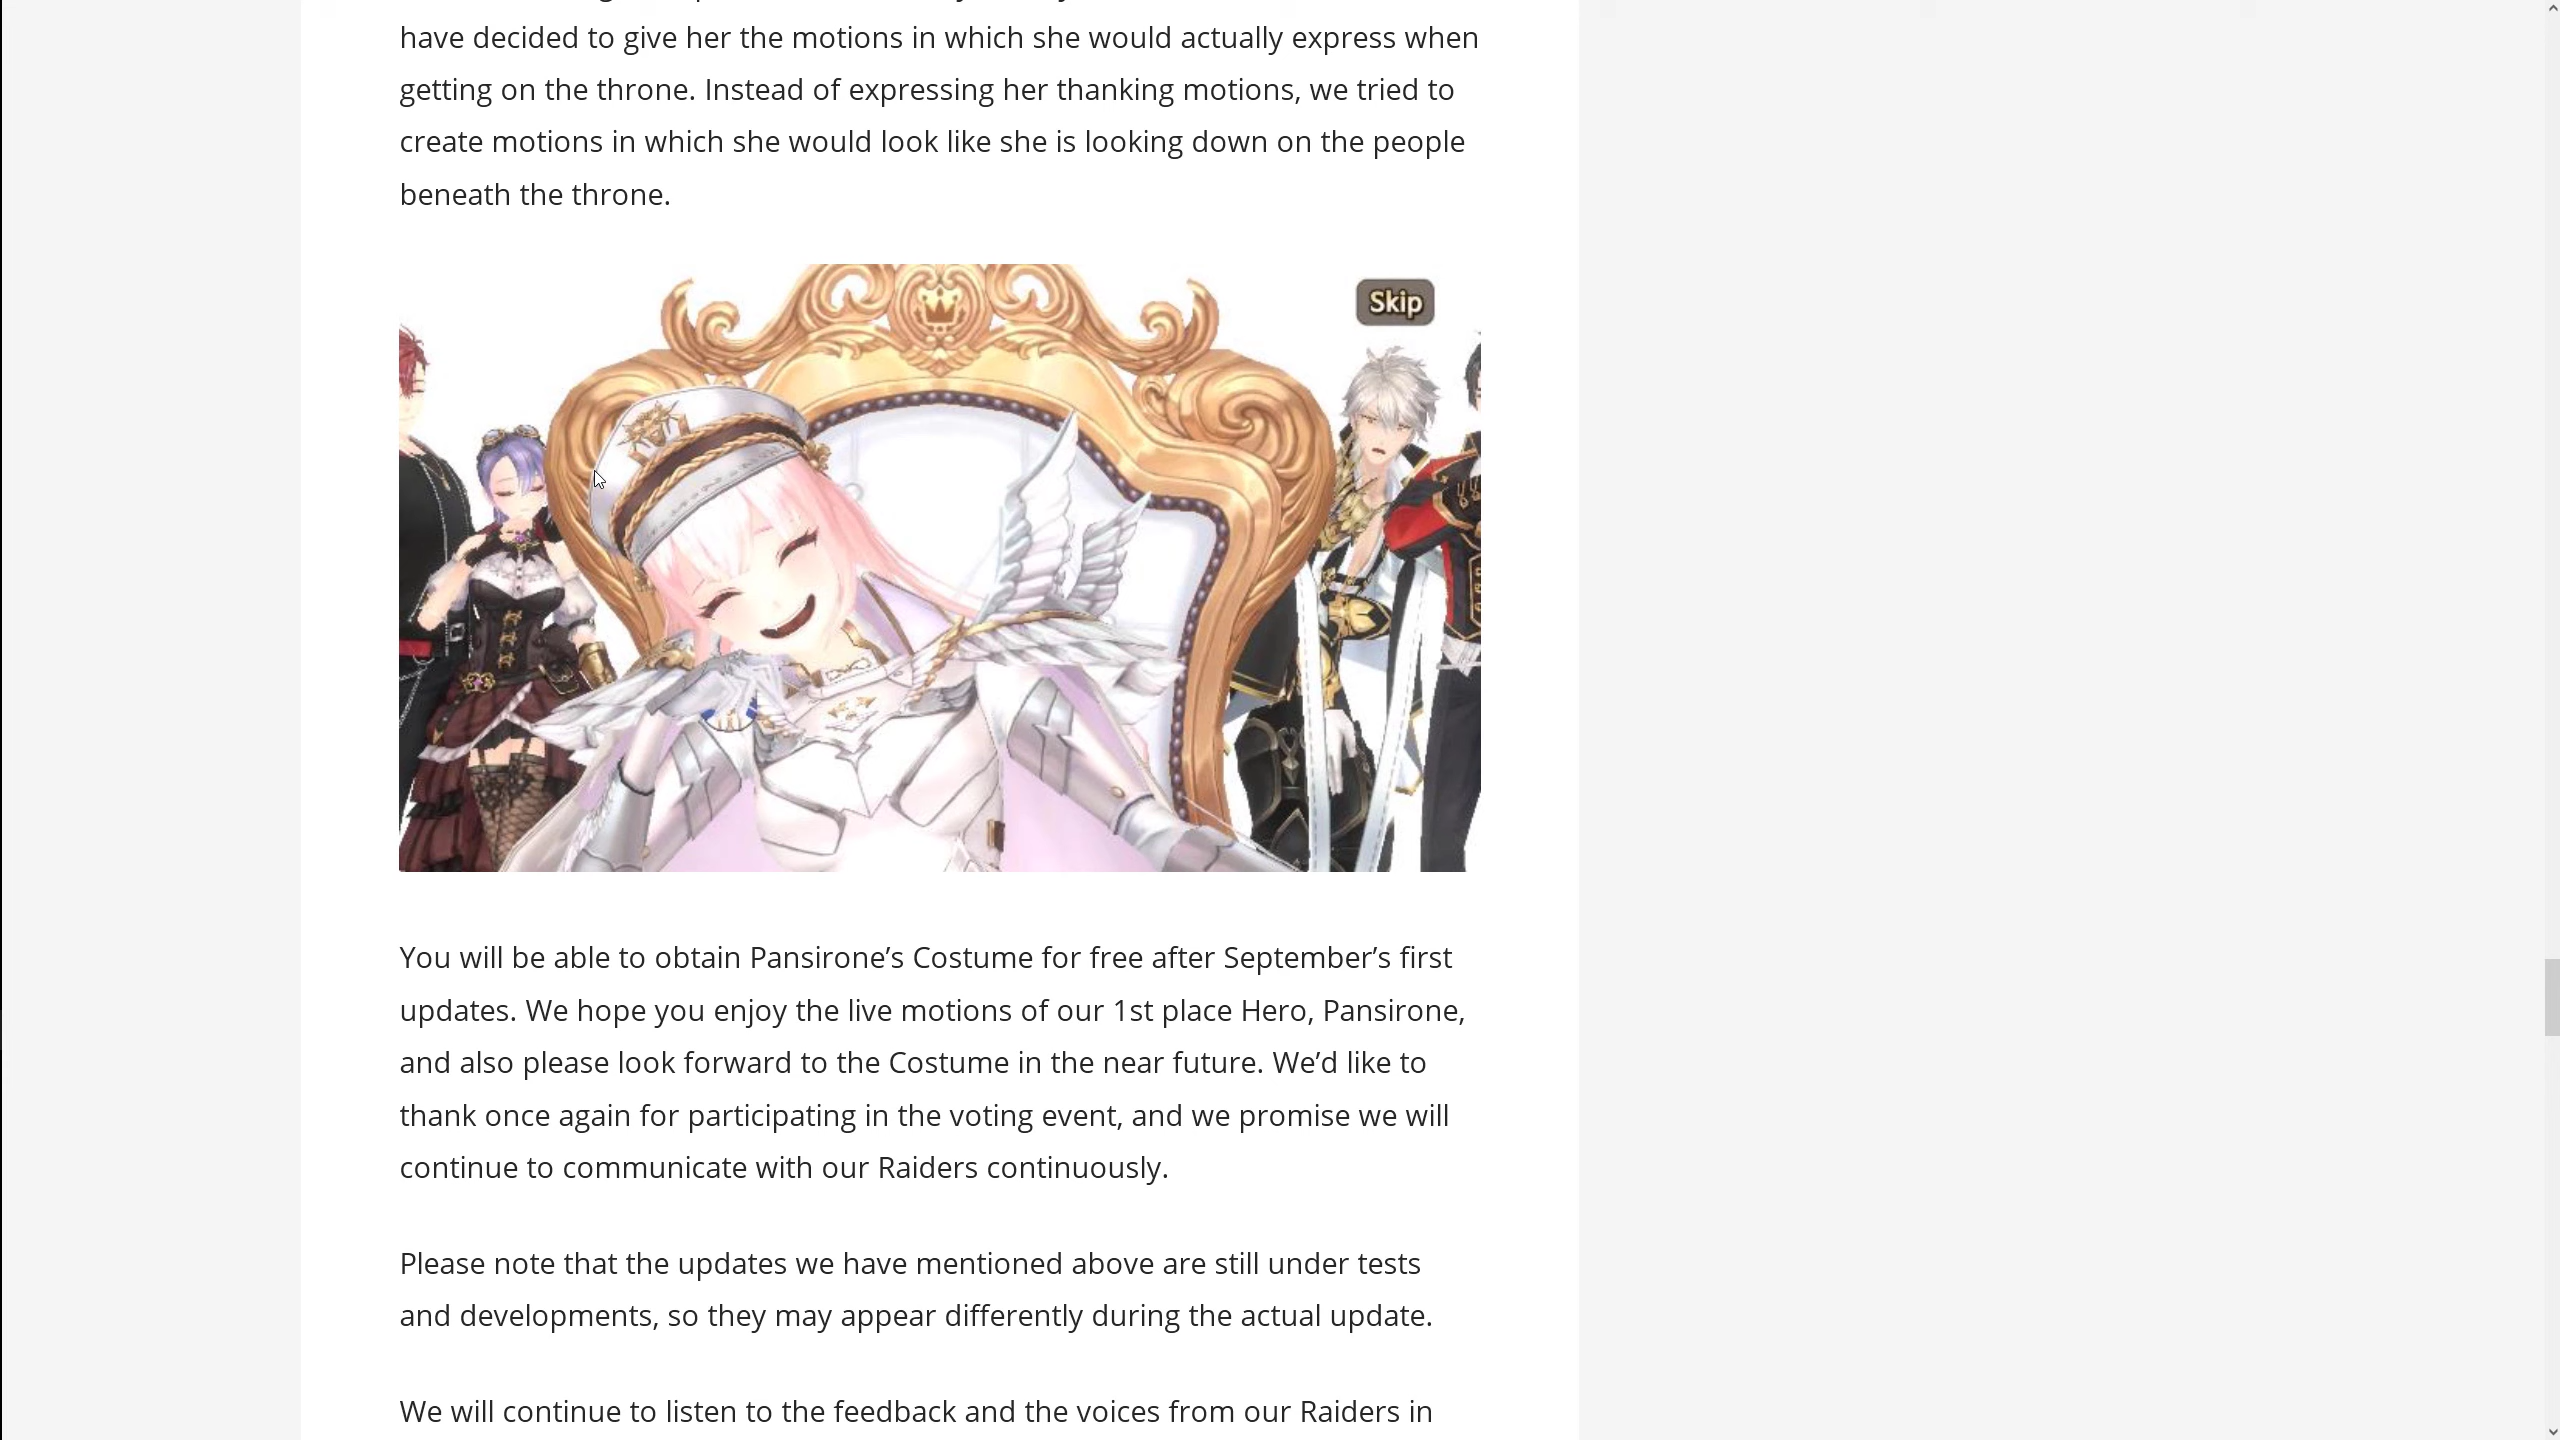 have decided to give her the motions in which she would actually express when
getting on the throne. Instead of expressing her thanking motions, we tried to
create motions in which she would look like she is looking down on the people
beneath the throne.
Skip
You will be able to obtain Pansirone’s Costume for free after September’s first
updates. We hope you enjoy the live motions of our 1st place Hero, Pansirone,
and also please look forward to the Costume in the near future. We’d like to
thank once again for participating in the voting event, and we promise we will
continue to communicate with our Raiders continuously.
Please note that the updates we have mentioned above are still under tests
and developments, so they may appear differently during the actual update.
We will continue to listen to the feedback and the voices from our Raiders in